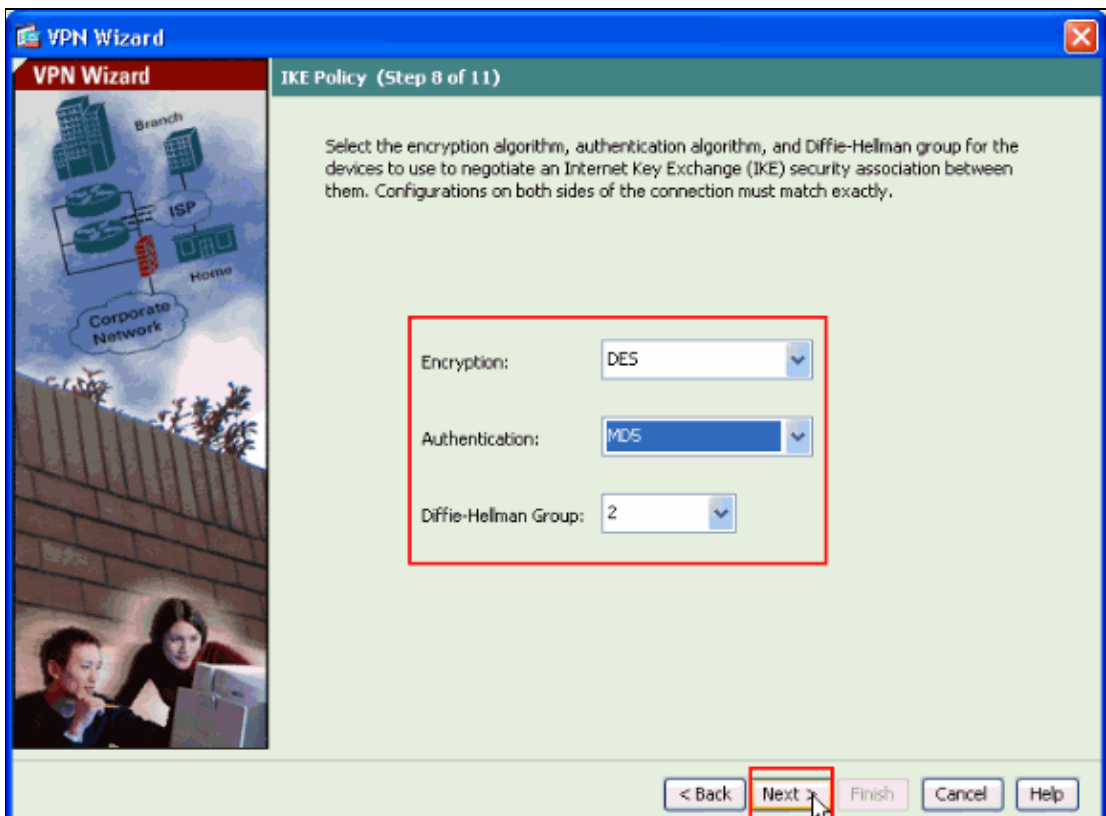 VPN Wizard
VPN Wizard
IKE Policy (Step 8 of 11)
Branch
ISP
Home
Corporate
Network
Select the encryption algorithm, authentication algorithm, and Diffie-Hellman group for the
devices to use to negotiate an Internet Key Exchange (IKE) security association between
them. Configurations on both sides of the connection must match exactly.
Encryption: DES
Authentication: MD5
Diffie-Hellman Group: 2
< Back Next > Finish Cancel Help